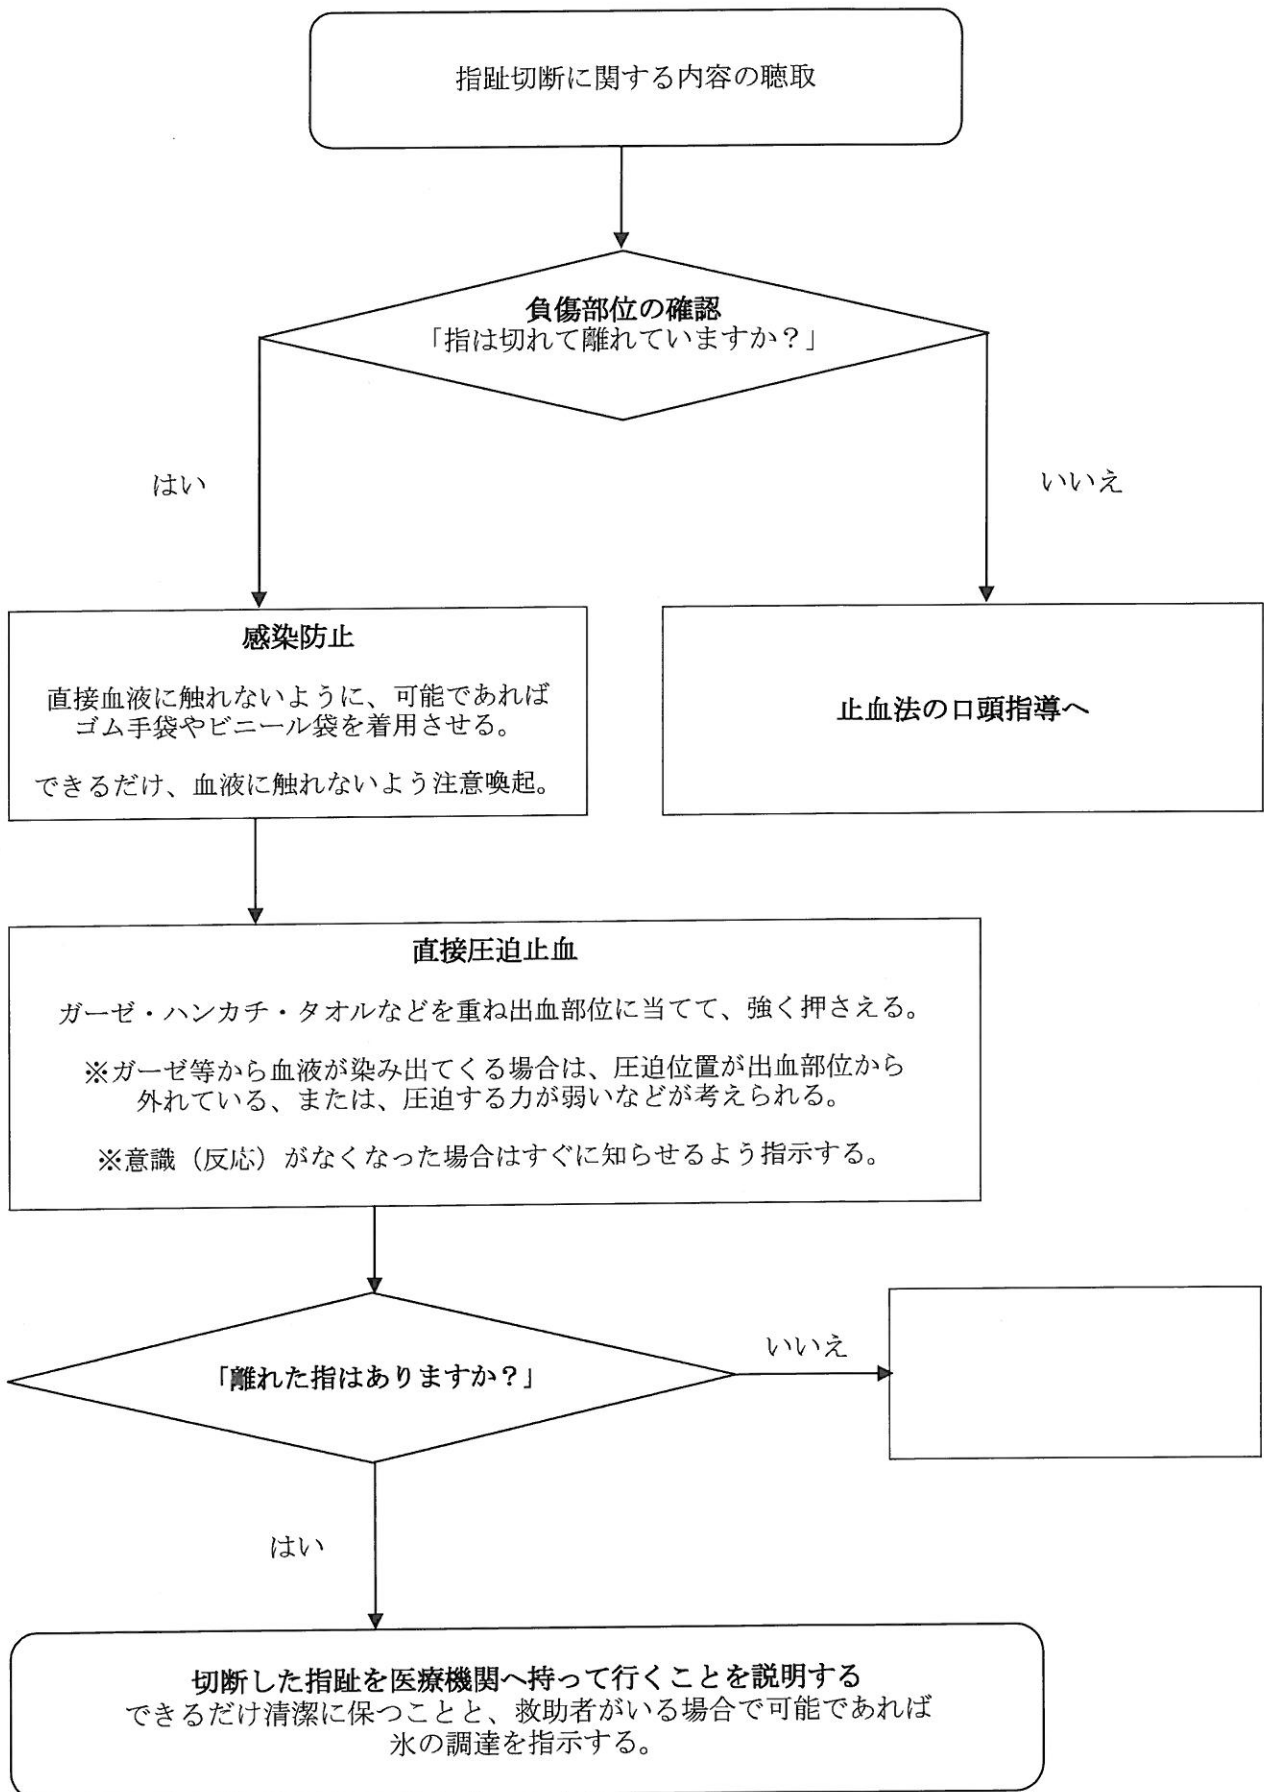 指趾切断に関する内容の聴取
負傷部位の確認
「指は切れて離れていますか？」
はい
いいえ
感染防止
直接血液に触れないように、可能であれば
ゴム手袋やビニール袋を着用させる。
できるだけ、血液に触れないよう注意喚起。
止血法の口頭指導へ
直接圧迫止血
ガーゼ・ハンカチ・タオルなどを重ね出血部位に当てて、強く押さえる。
※ガーゼ等から血液が染み出てくる場合は、圧迫位置が出血部位から
外れている、または、圧迫する力が弱いなどが考えられる。
※意識（反応）がなくなった場合はすぐに知らせるよう指示する。
「離れた指はありますか？」
いいえ
はい
切断した指趾を医療機関へ持って行くことを説明する
できるだけ清潔に保つことと、救助者がいる場合で可能であれば
氷の調達を指示する。